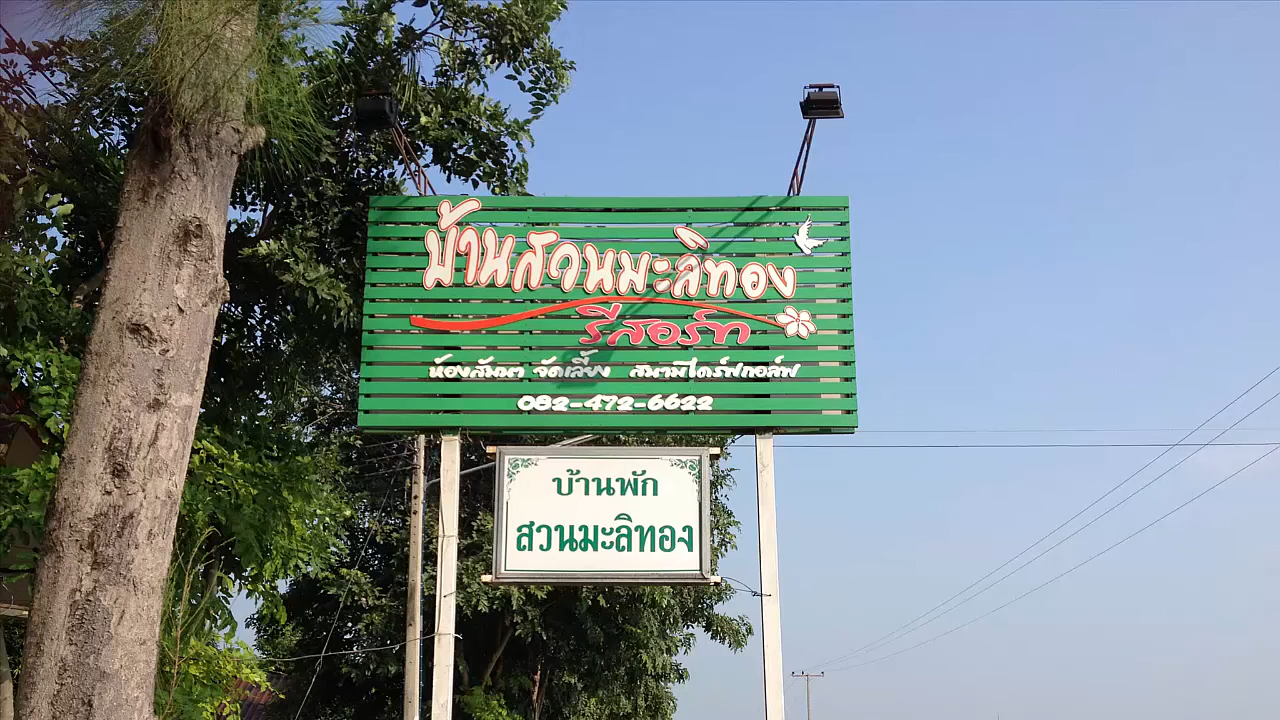 บ้านสวนมะลิทอง
รีสอร์ท
ห้องสัมนา จัดเลี้ยง สนามไดร์ฟกอล์ฟ
082-472-6622
บ้านพัก
สวนมะลิทอง